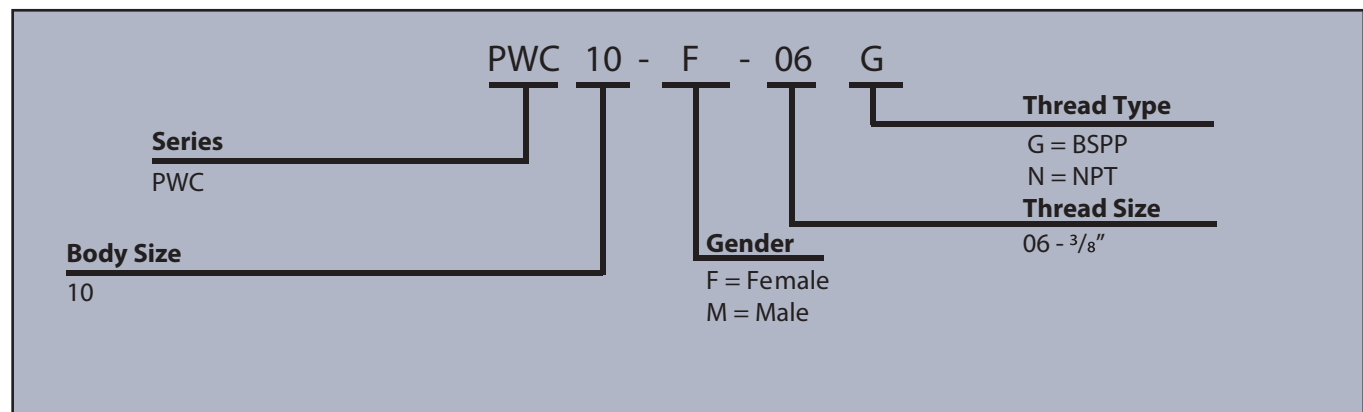 PWC 10 - F - 06 G
Thread Type
G = BSPP
N = NPT
Series
PWC
Thread Size
06 - ³/₈”
Gender
F = Female
M = Male
Body Size
10